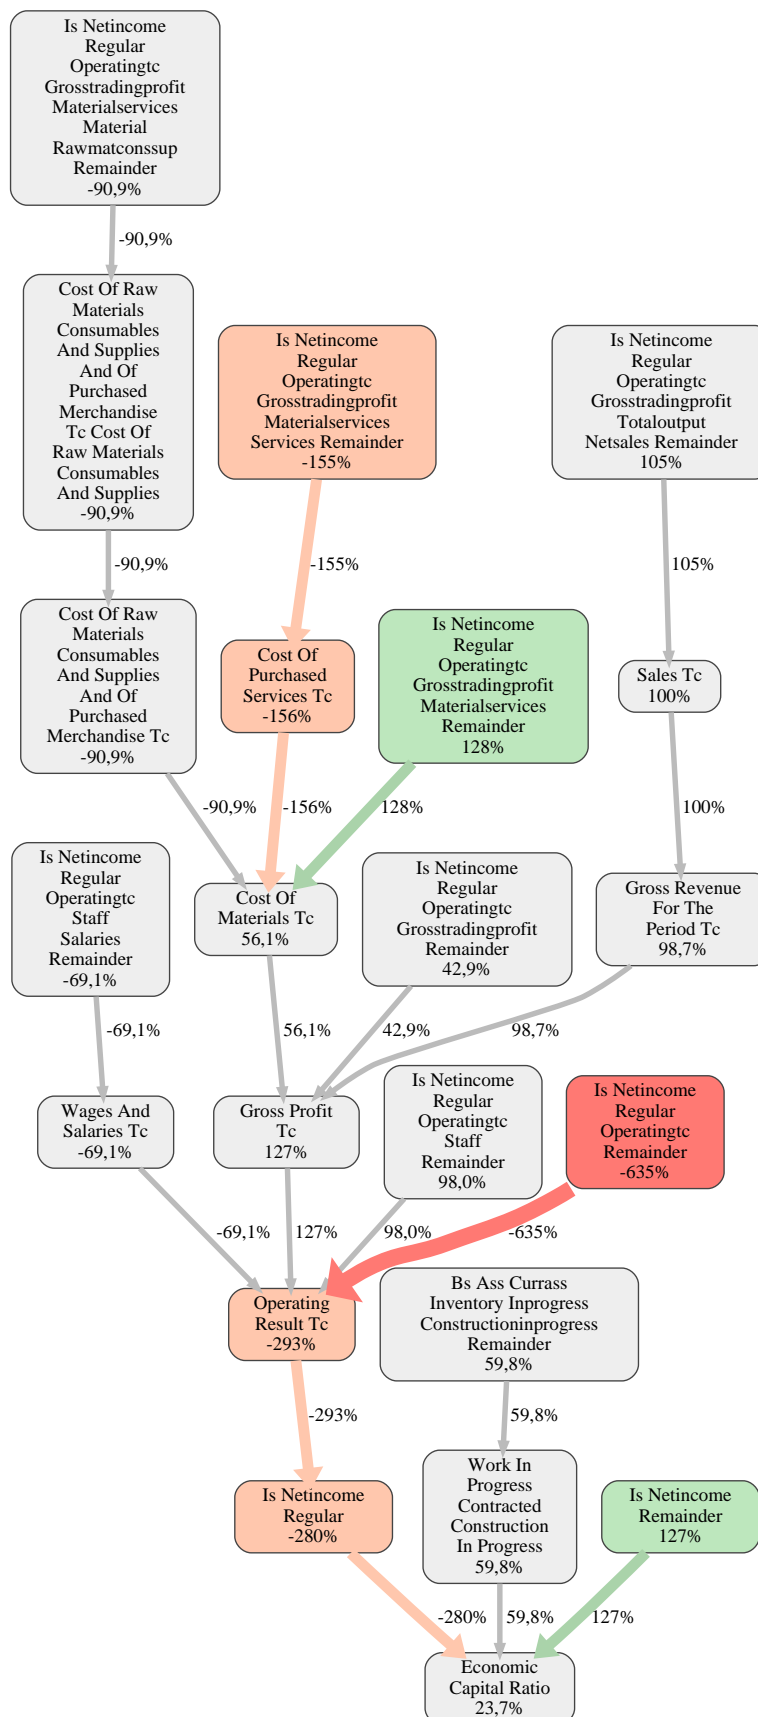 Is Netincome
Regular
Operatingtc
Grosstradingprofit
Materialservices
Material
Rawmatconssup
Remainder
-90,9%
-90,9%
Cost Of Raw
Materials
Consumables
And Supplies
And Of
Purchased
Merchandise
Tc Cost Of
Raw Materials
Consumables
And Supplies
-90,9%
Is Netincome
Regular
Operatingtc
Grosstradingprofit
Materialservices
Services Remainder
-155%
Is Netincome
Regular
Operatingtc
Grosstradingprofit
Totaloutput
Netsales Remainder
105%
-90,9%
-155%
105%
Cost Of Raw
Materials
Consumables
And Supplies
And Of
Purchased
Merchandise Tc
-90,9%
Cost Of
Purchased
Services Tc
-156%
Is Netincome
Regular
Operatingtc
Grosstradingprofit
Materialservices
Remainder
128%
Sales Tc
100%
-90,9%
-156%
128%
100%
Is Netincome
Regular
Operatingtc
Staff
Salaries
Remainder
-69,1%
Cost Of
Materials Tc
56,1%
Is Netincome
Regular
Operatingtc
Grosstradingprofit
Remainder
42,9%
Gross Revenue
For The
Period Tc
98,7%
-69,1%
56,1%
42,9%
98,7%
Wages And
Salaries Tc
-69,1%
Gross Profit
Tc
127%
Is Netincome
Regular
Operatingtc
Staff
Remainder
98,0%
Is Netincome
Regular
Operatingtc
Remainder
-635%
-69,1%
127%
98,0%
-635%
Operating
Result Tc
-293%
Bs Ass Currass
Inventory Inprogress
Constructioninprogress
Remainder
59,8%
-293%
59,8%
Is Netincome
Regular
-280%
Work In
Progress
Contracted
Construction
In Progress
59,8%
Is Netincome
Remainder
127%
-280%
59,8%
127%
Economic
Capital Ratio
23,7%